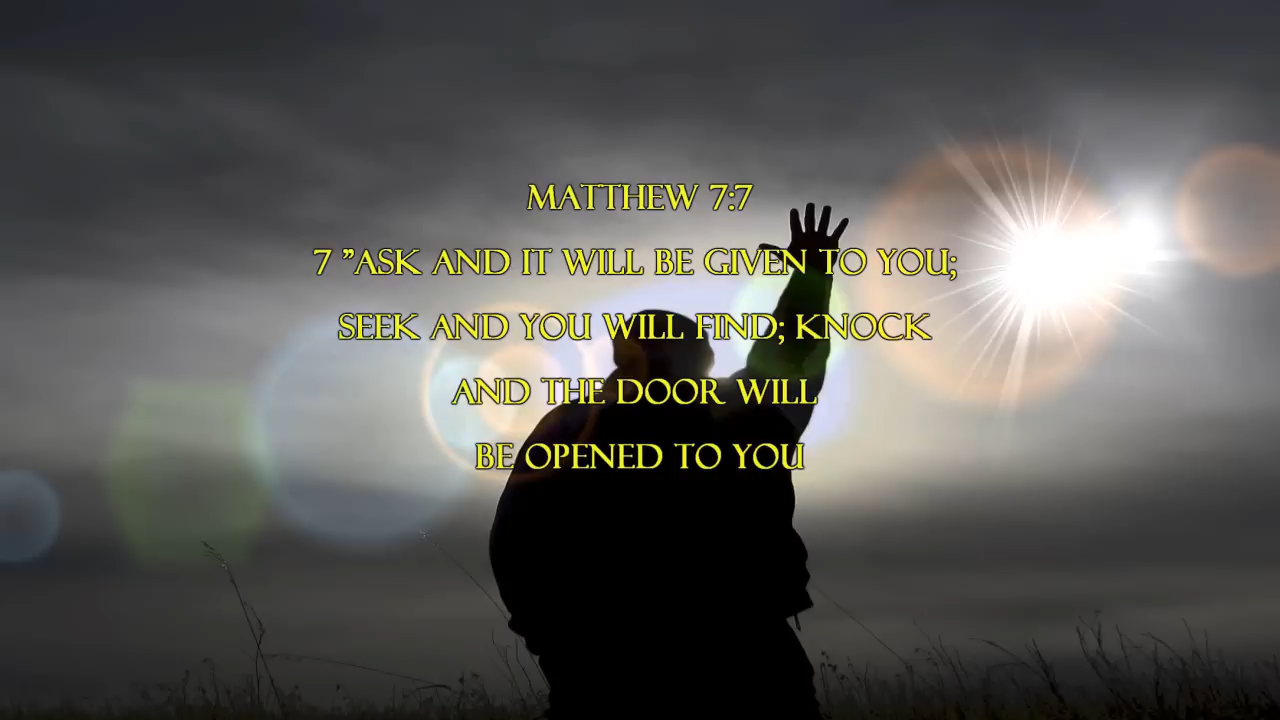 MATTHEW 7:7
7 ”ASK AND IT WILL BE GIVEN TO YOU;
SEEK AND YOU WILL FIND; KNOCK
AND THE DOOR WILL
BE OPENED TO YOU